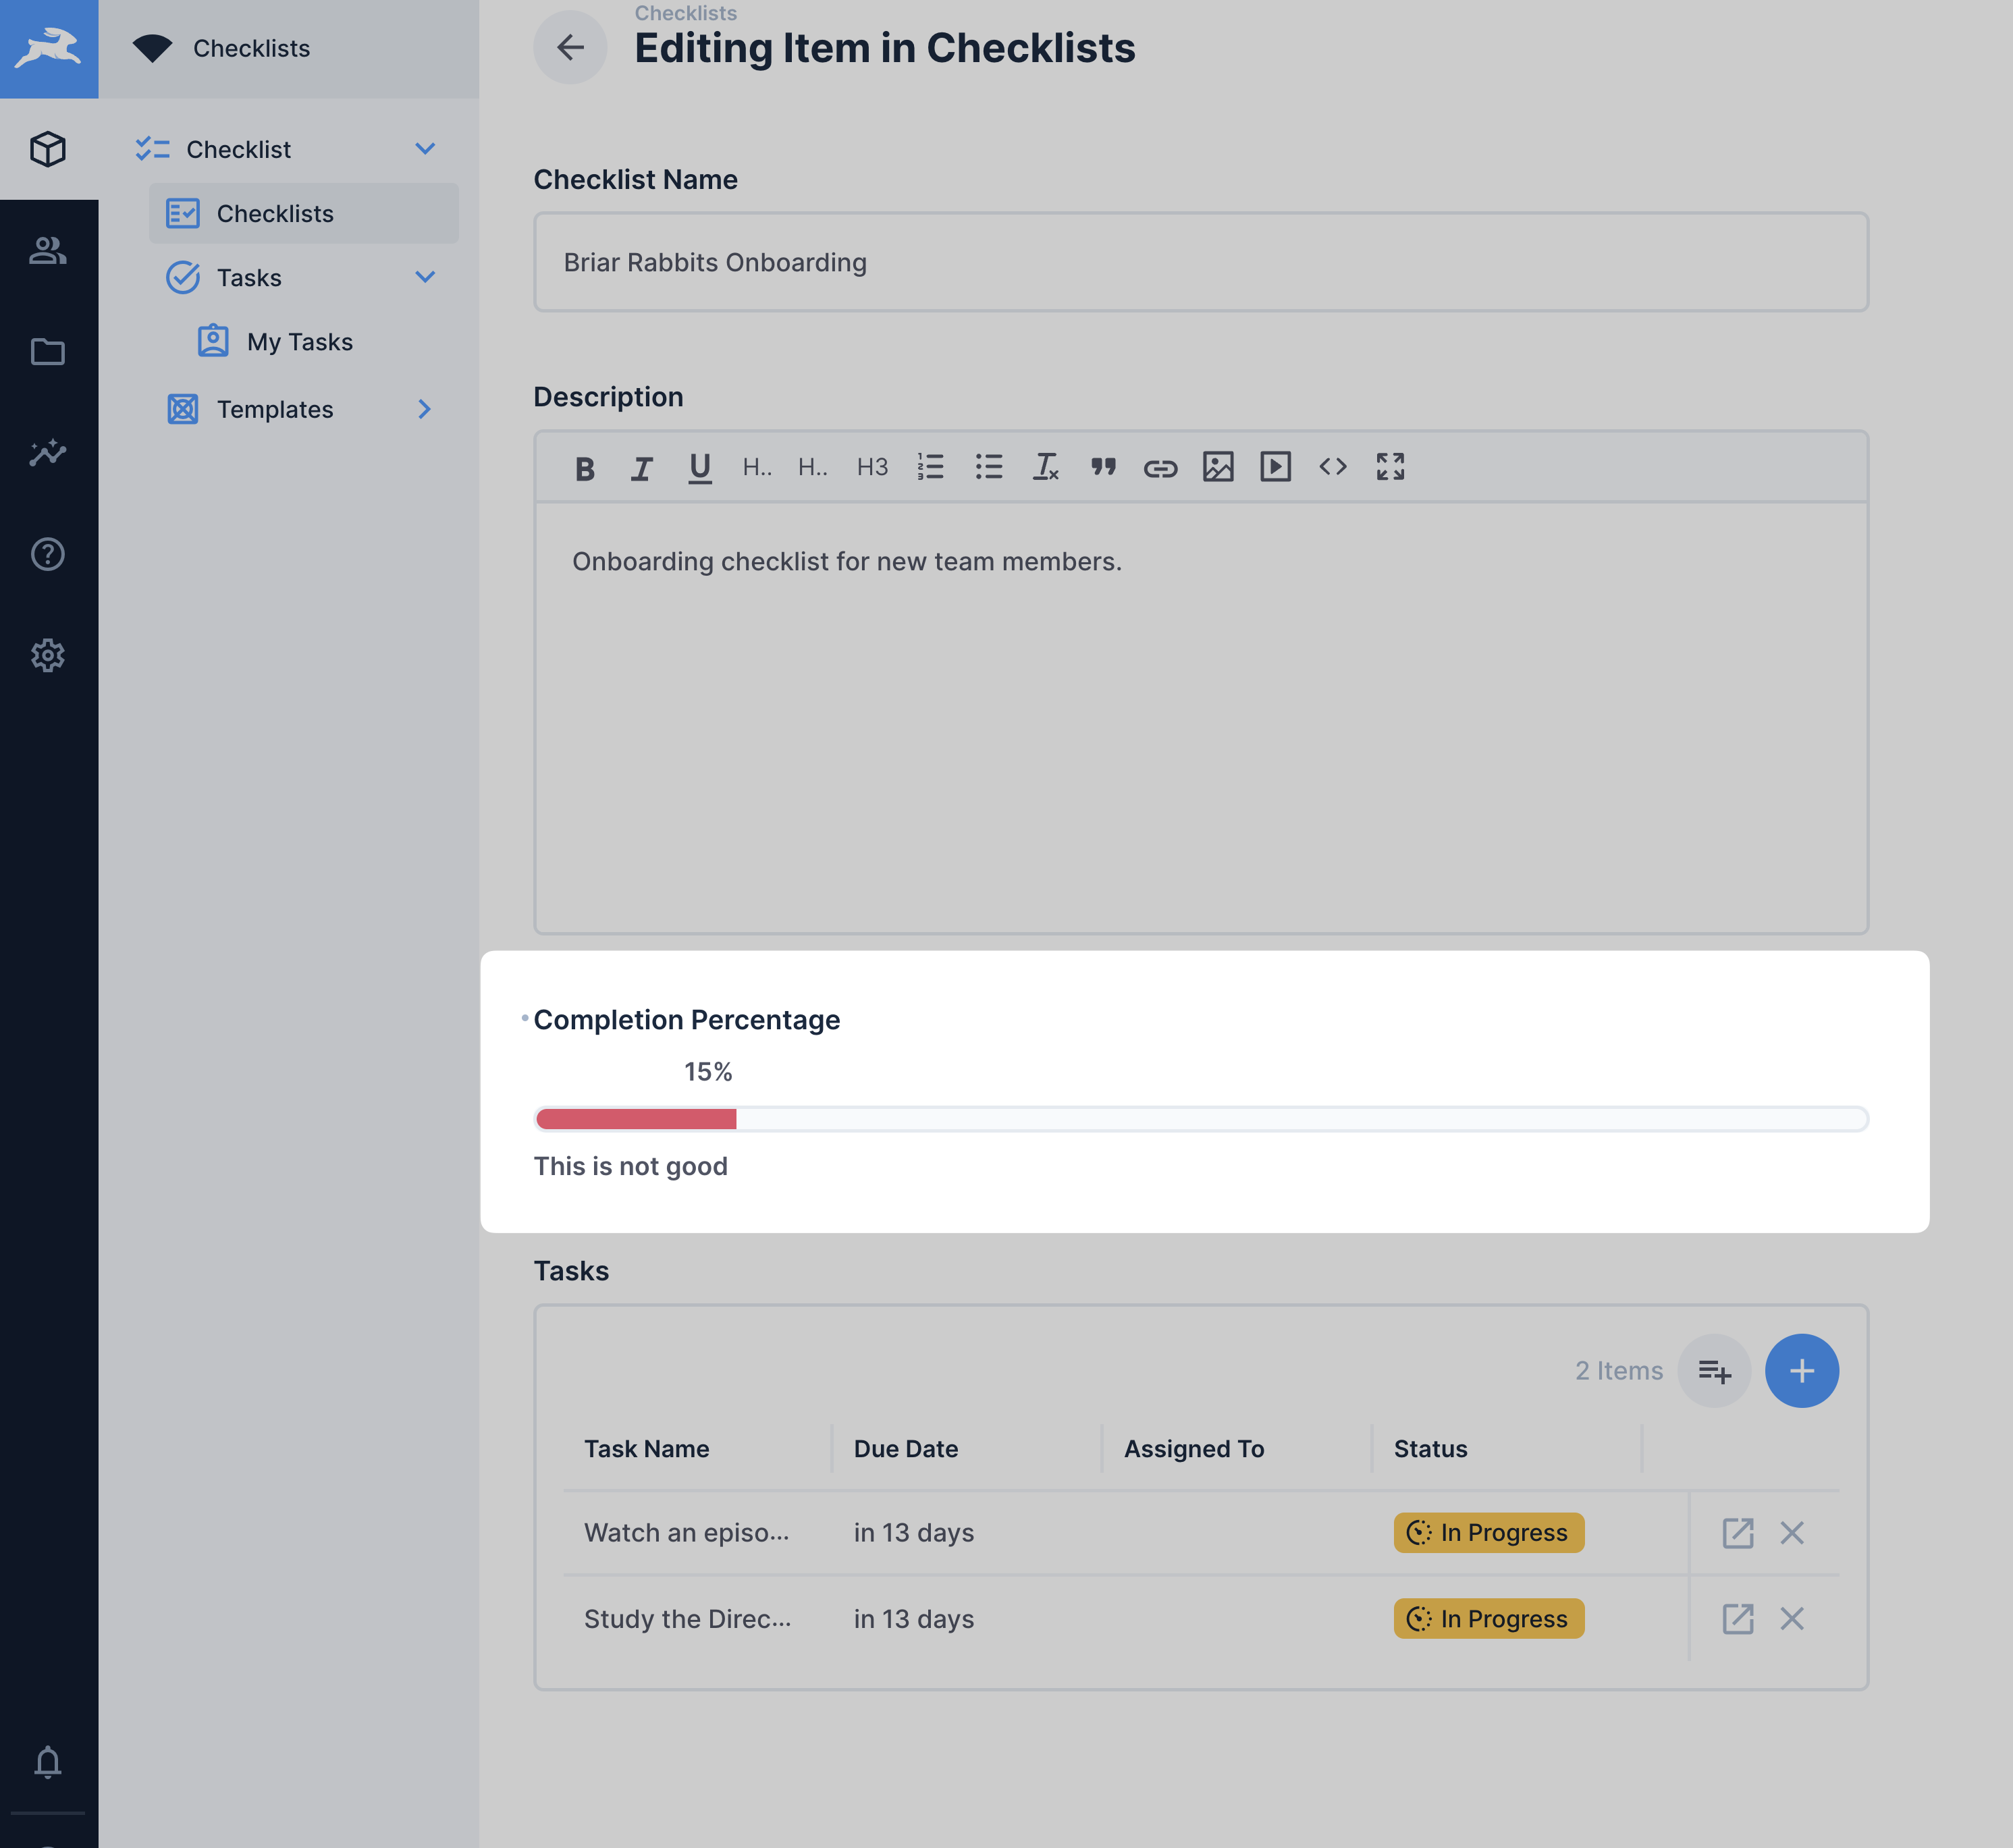 Checklists
Checklist
Checklists
Tasks
My Tasks
Templates
Checklists
Editing Item in Checklists
Checklist Name
Briar Rabbits Onboarding
Description
B I U H.. H.. H3
Onboarding checklist for new team members.
Completion Percentage
15%
This is not good
Tasks
2 Items
Task Name Due Date Assigned To Status
Watch an episo... in 13 days In Progress
Study the Direc... in 13 days In Progress